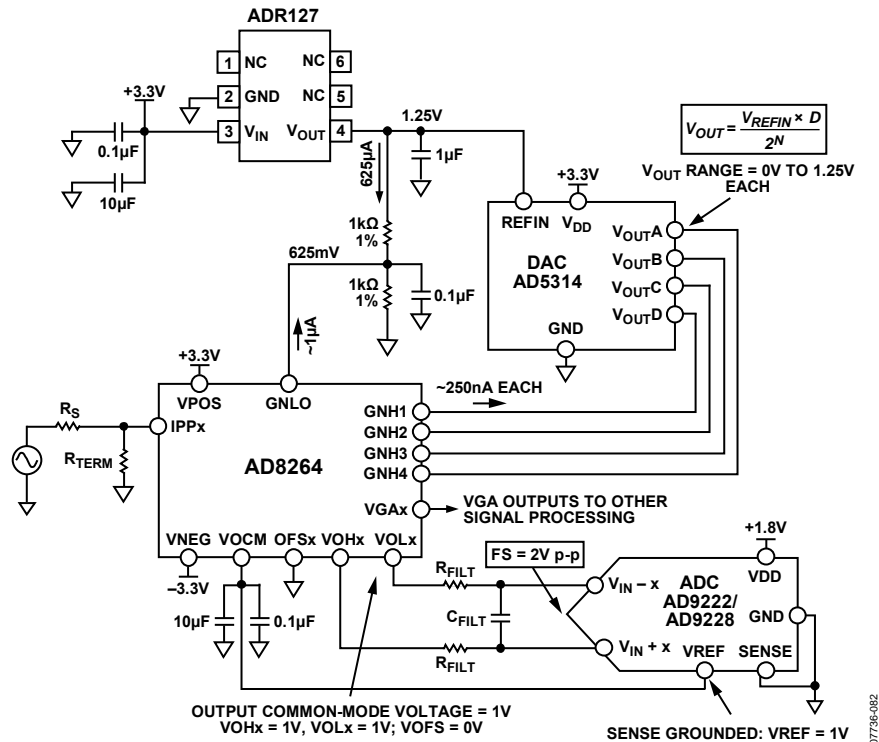 ADR127
1 NC
NC 6
2 GND
NC 5
3 VIN
VOUT 4
+3.3V
0.1µF
10µF
1.25V
625µA
1µF
1kΩ
1%
625mV
1kΩ
1%
0.1µF
~1µA
VOUT = VREFIN × D / 2^N
VOUT RANGE = 0V TO 1.25V
EACH
+3.3V
REFIN
VDD
DAC
AD5314
VOUTA
VOUTB
VOUTC
VOUTD
GND
+3.3V
VPOS
GNLO
~250nA EACH
RS
RTERM
IPPx
AD8264
GNH1
GNH2
GNH3
GNH4
VGAx
VGA OUTPUTS TO OTHER
SIGNAL PROCESSING
VNEG
VOCM
OFSx
VOHx
VOLx
–3.3V
10µF
0.1µF
RFILT
CFILT
RFILT
FS = 2V p-p
+1.8V
VDD
VIN – x
ADC
AD9222/
AD9228
GND
VIN + x
VREF
SENSE
OUTPUT COMMON-MODE VOLTAGE = 1V
VOHx = 1V, VOLx = 1V; VOFS = 0V
SENSE GROUNDED: VREF = 1V
07736-082